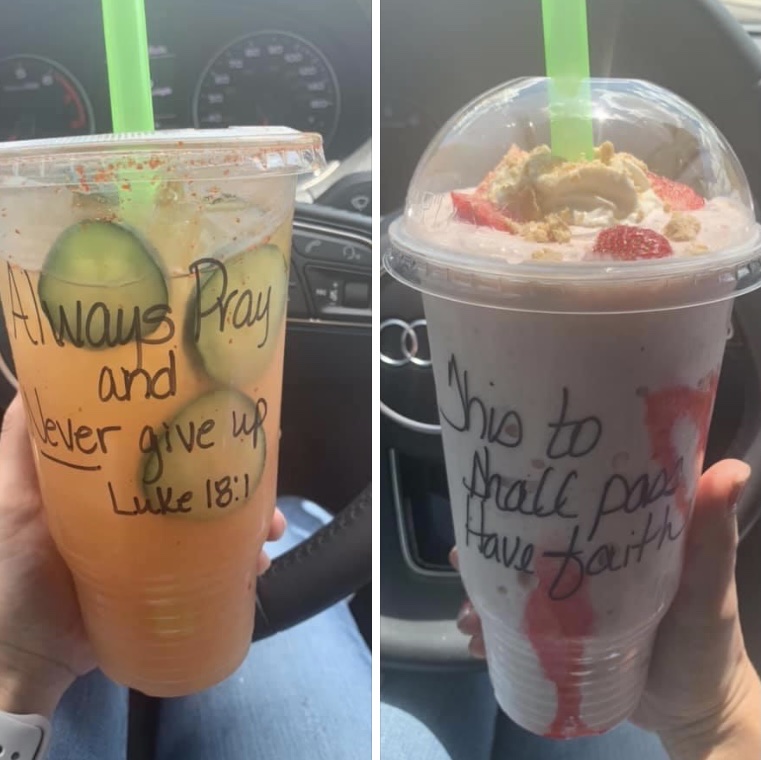 Always Pray
and
Never give up
Luke 18:1
This to
shall pass
Have faith